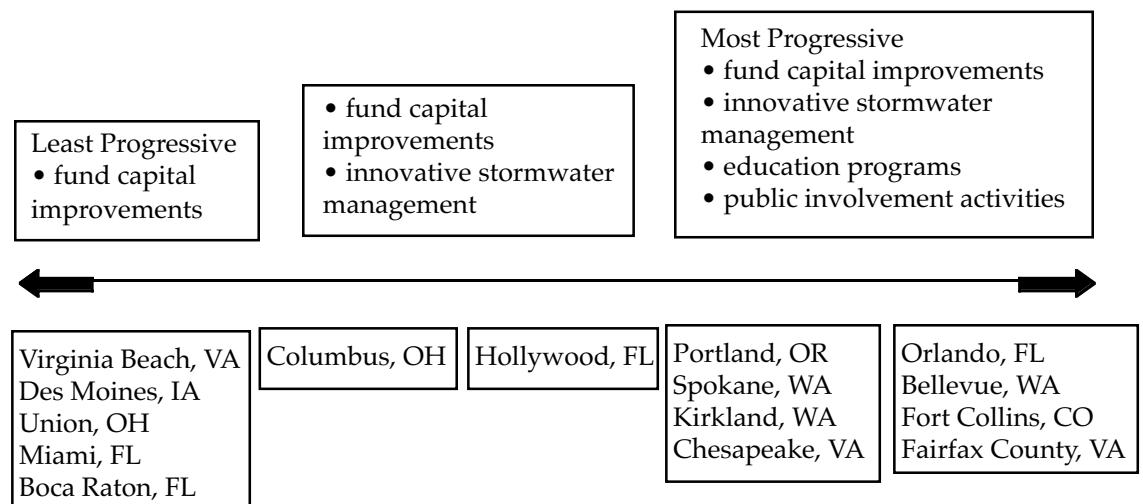 Least Progressive
• fund capital
improvements
• fund capital
improvements
• innovative stormwater
management
Most Progressive
• fund capital improvements
• innovative stormwater
management
• education programs
• public involvement activities
Virginia Beach, VA
Des Moines, IA
Union, OH
Miami, FL
Boca Raton, FL
Columbus, OH
Hollywood, FL
Portland, OR
Spokane, WA
Kirkland, WA
Chesapeake, VA
Orlando, FL
Bellevue, WA
Fort Collins, CO
Fairfax County, VA